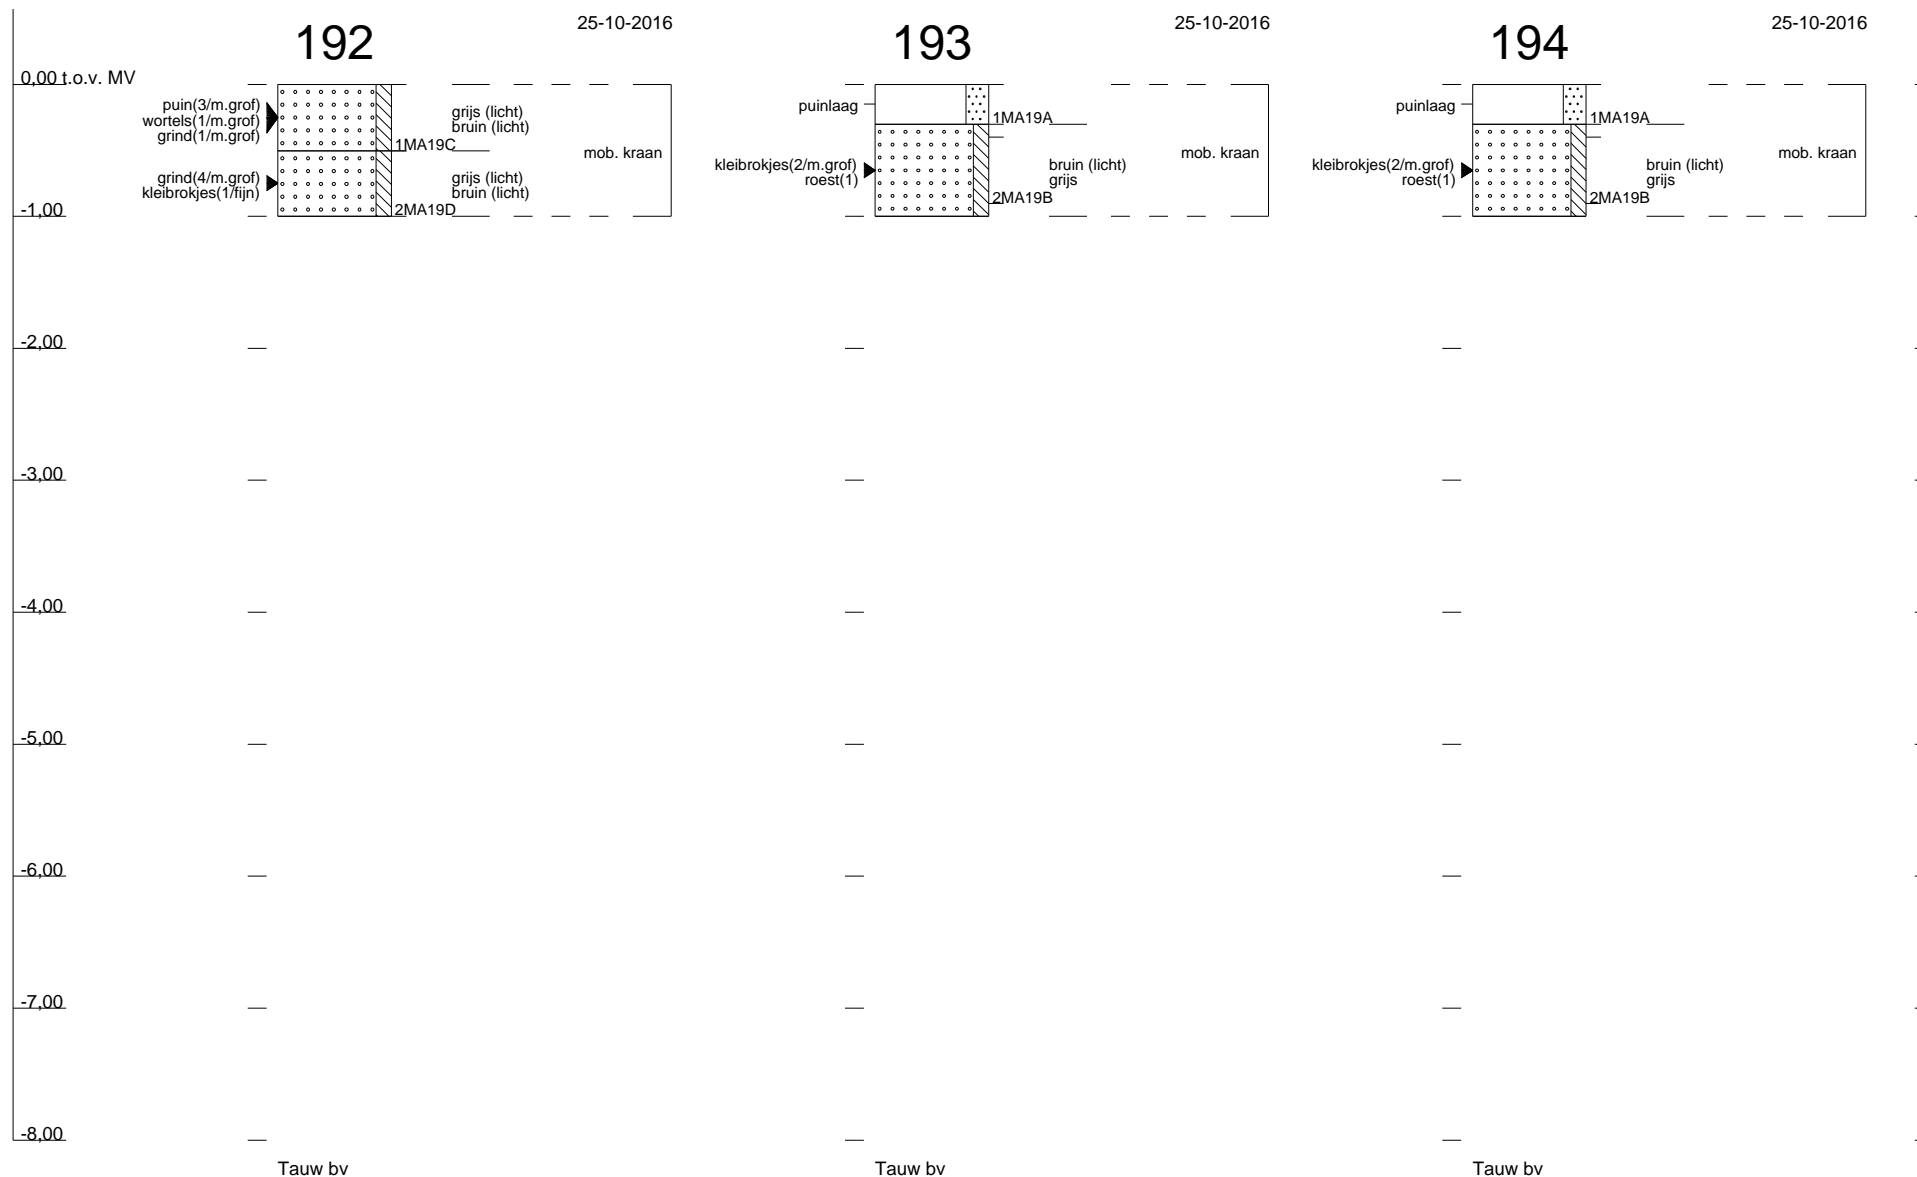 192
25-10-2016
193
25-10-2016
194
25-10-2016
0,00 t.o.v. MV
puin(3/m.grof)
wortels(1/m.grof)
grind(1/m.grof)
grijs (licht)
bruin (licht)
1MA19C
mob. kraan
grind(4/m.grof)
kleibrokjes(1/fijn)
grijs (licht)
bruin (licht)
2MA19D
puinlaag
1MA19A
mob. kraan
kleibrokjes(2/m.grof)
roest(1)
bruin (licht)
grijs
2MA19B
puinlaag
1MA19A
mob. kraan
kleibrokjes(2/m.grof)
roest(1)
bruin (licht)
grijs
2MA19B
-1,00
-2,00
-3,00
-4,00
-5,00
-6,00
-7,00
-8,00
Tauw bv
Tauw bv
Tauw bv